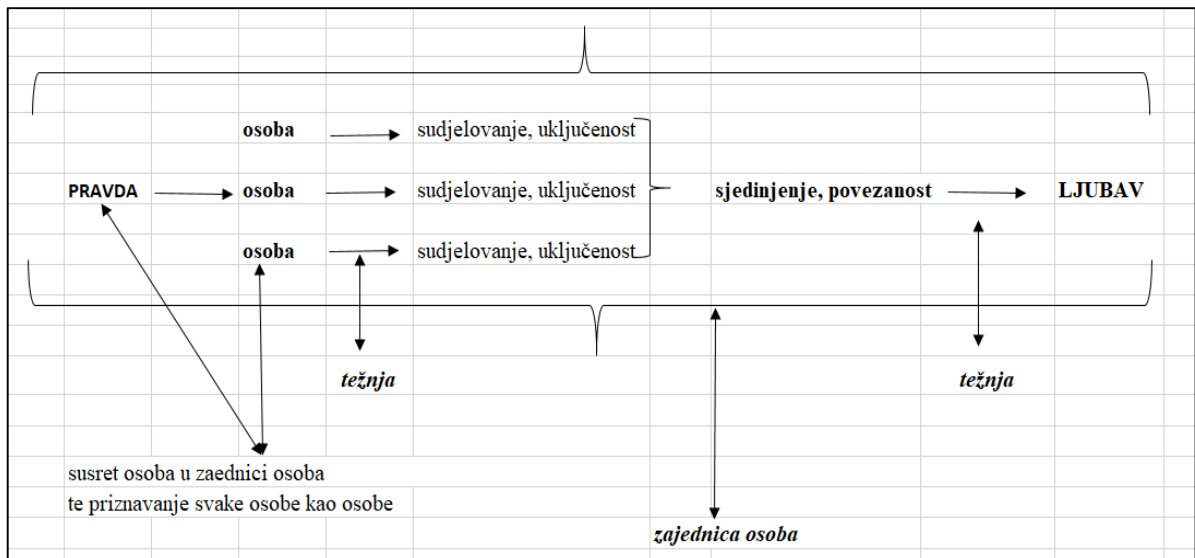 osoba sudjelovanje, uključenost
PRAVDA osoba sudjelovanje, uključenost sjedinjenje, povezanost LJUBAV
osoba sudjelovanje, uključenost
težnja težnja
susret osoba u zaednici osoba
te priznavanje svake osobe kao osobe
zajednica osoba